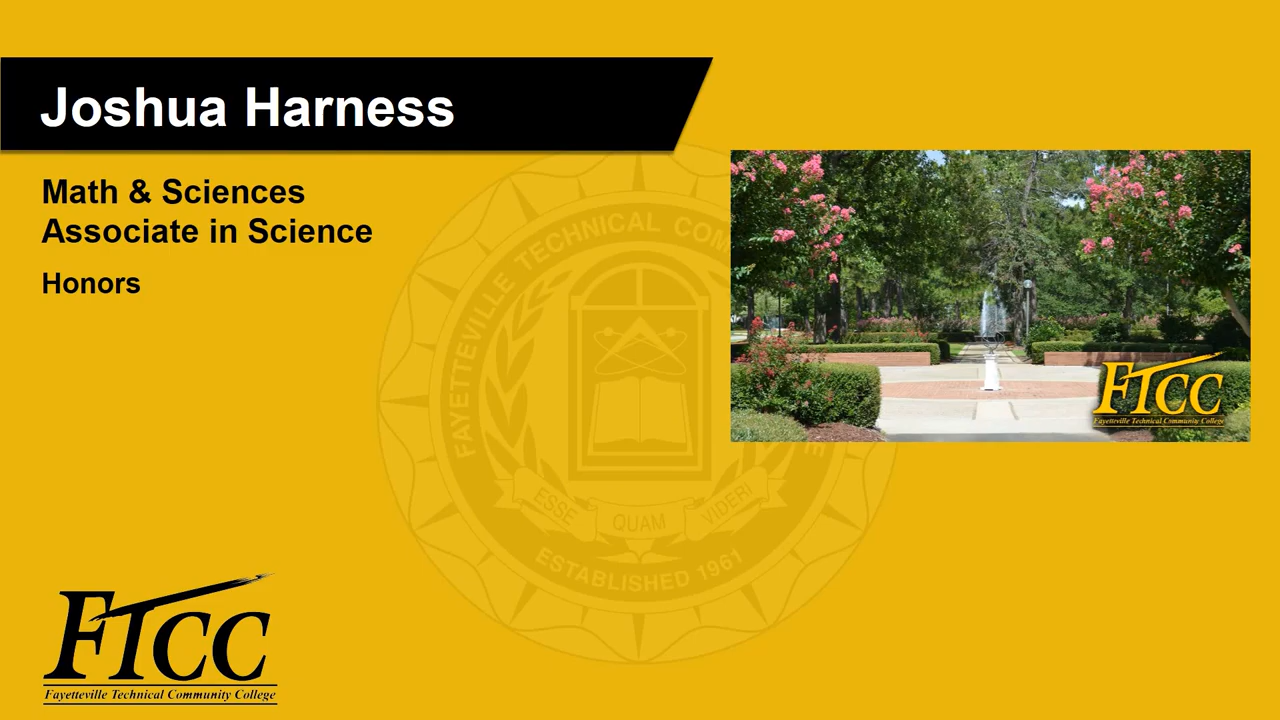 Joshua Harness
Math & Sciences
Associate in Science
Honors
FTCC
Fayetteville Technical Community College
FAYETTEVILLE TECHNICAL COM
E
ESSE QUAM VIDERI
ESTABLISHED 1961
FTCC
Fayetteville Technical Community College